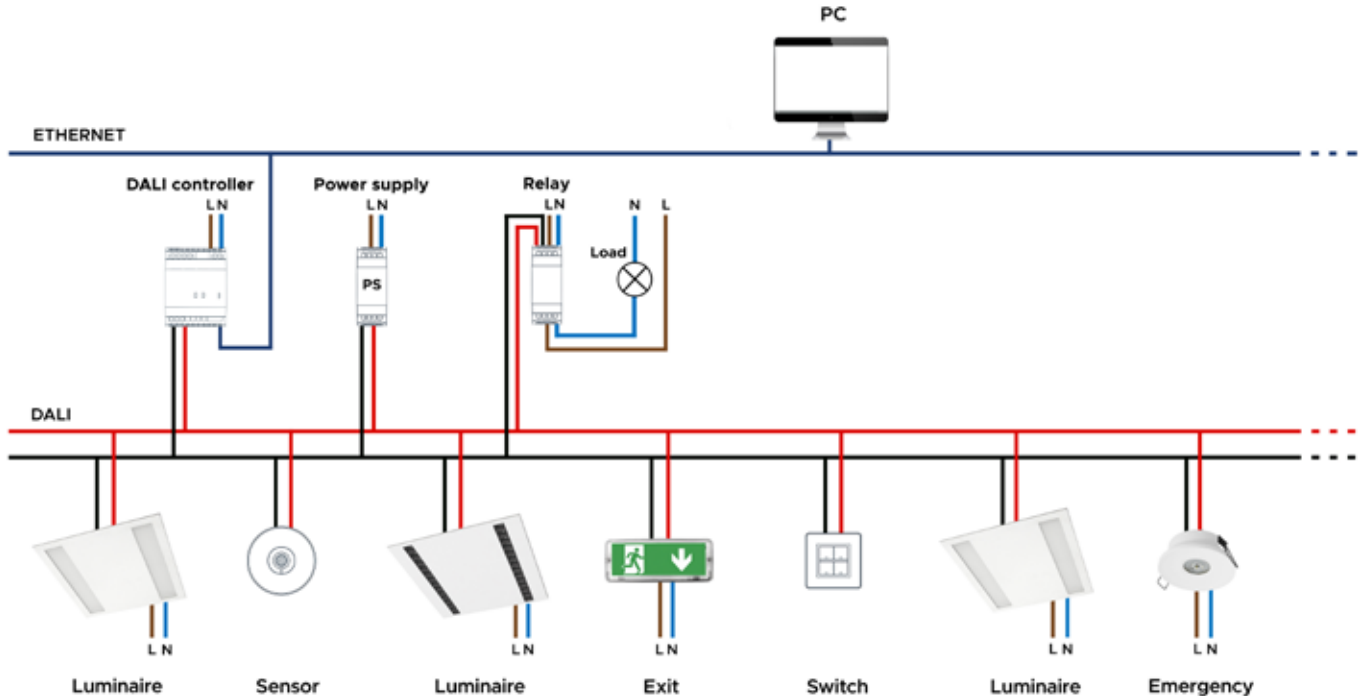 PC
ETHERNET
DALI controller
Power supply
Relay
L N
L N
L N
N
L
Load
PS
DALI
L N
L N
L N
L N
L N
Luminaire
Sensor
Luminaire
Exit
Switch
Luminaire
Emergency